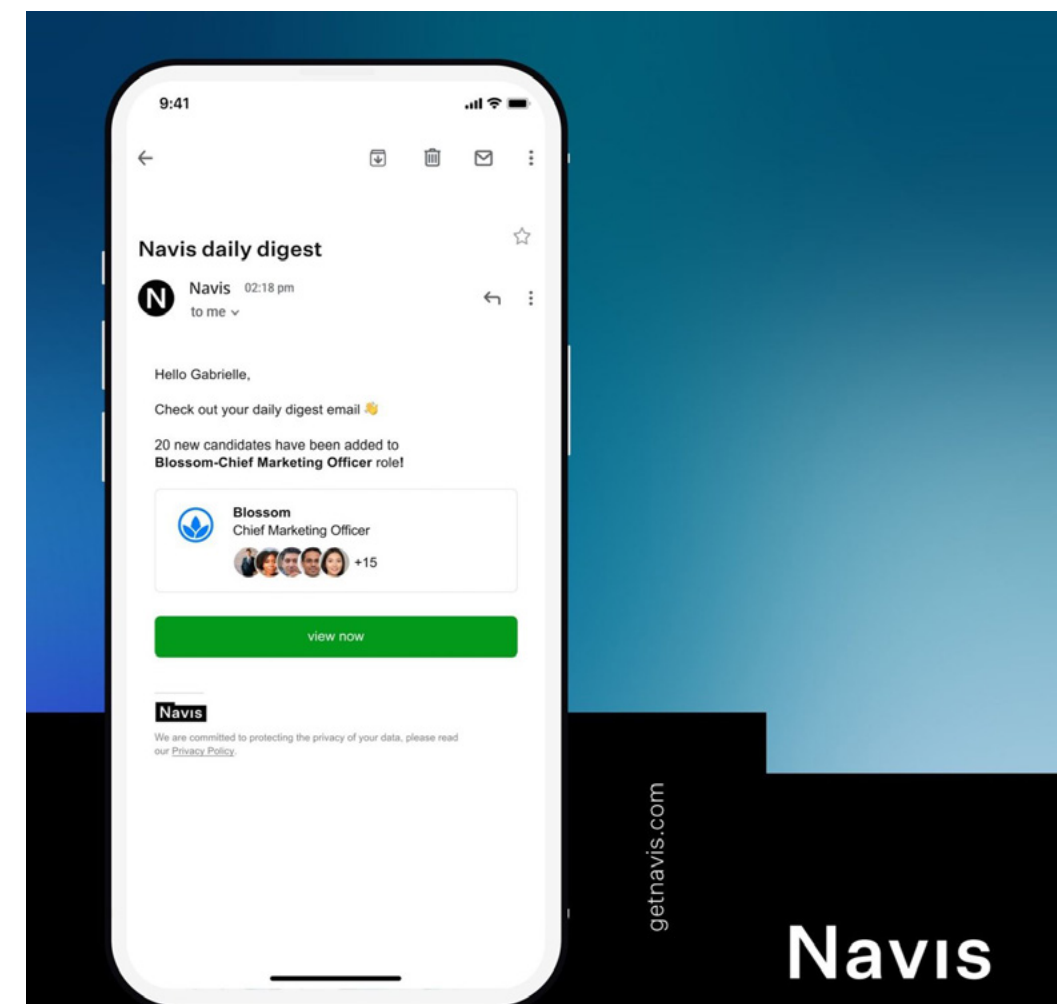 9:41
Navis daily digest
N
Navis 02:18 pm
to me
Hello Gabrielle,
Check out your daily digest email 👋
20 new candidates have been added to
Blossom-Chief Marketing Officer role!
Blossom
Chief Marketing Officer
+15
view now
Navıs
We are committed to protecting the privacy of your data, please read
our Privacy Policy.
getnavis.com
Navıs